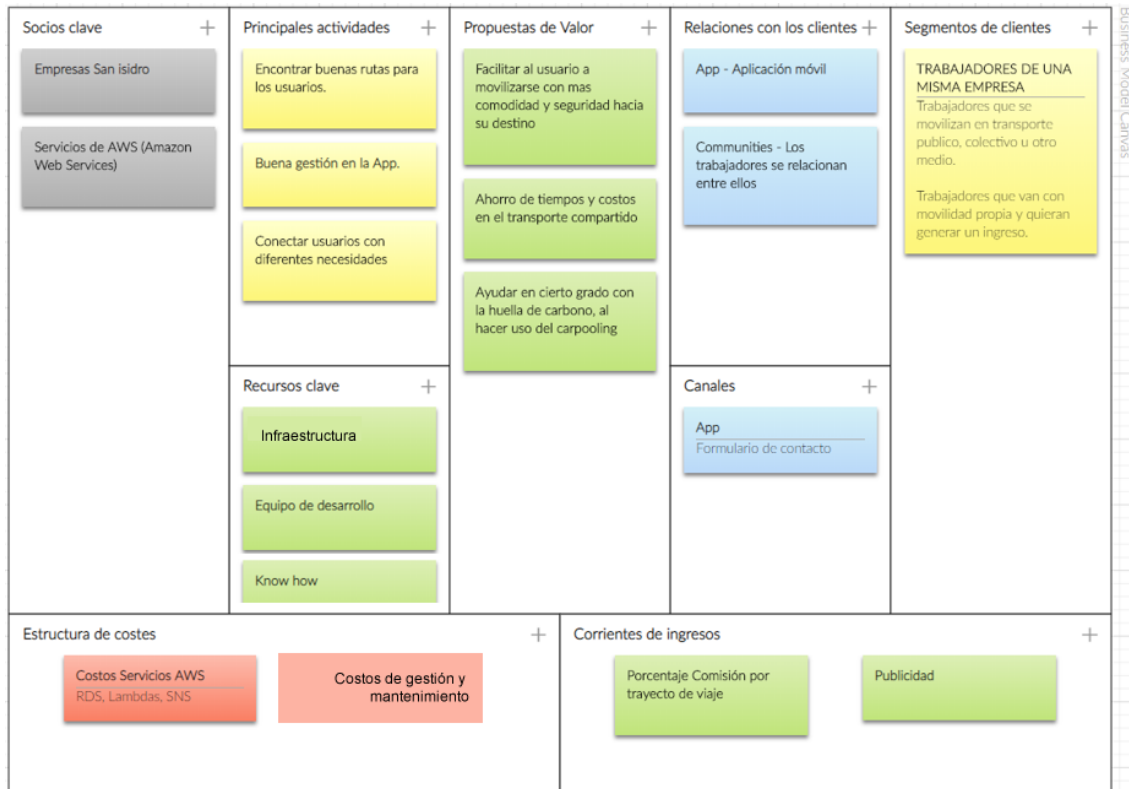 Socios clave
Empresas San isidro
Servicios de AWS (Amazon
Web Services)
Principales actividades
Encontrar buenas rutas para
los usuarios.
Buena gestión en la App.
Conectar usuarios con
diferentes necesidades
Recursos clave
Infraestructura
Equipo de desarrollo
Know how
Propuestas de Valor
Facilitar al usuario a
movilizarse con mas
comodidad y seguridad hacia
su destino
Ahorro de tiempos y costos
en el transporte compartido
Ayudar en cierto grado con
la huella de carbono, al
hacer uso del carpooling
Relaciones con los clientes
App - Aplicación móvil
Communities - Los
trabajadores se relacionan
entre ellos
Canales
App
Formulario de contacto
Segmentos de clientes
TRABAJADORES DE UNA
MISMA EMPRESA
Trabajadores que se
movilizan en transporte
publico, colectivo u otro
medio.
Trabajadores que van con
movilidad propia y quieran
generar un ingreso.
Business Model Canvas
Estructura de costes
Costos Servicios AWS
RDS, Lambdas, SNS
Costos de gestión y
mantenimiento
Corrientes de ingresos
Porcentaje Comisión por
trayecto de viaje
Publicidad